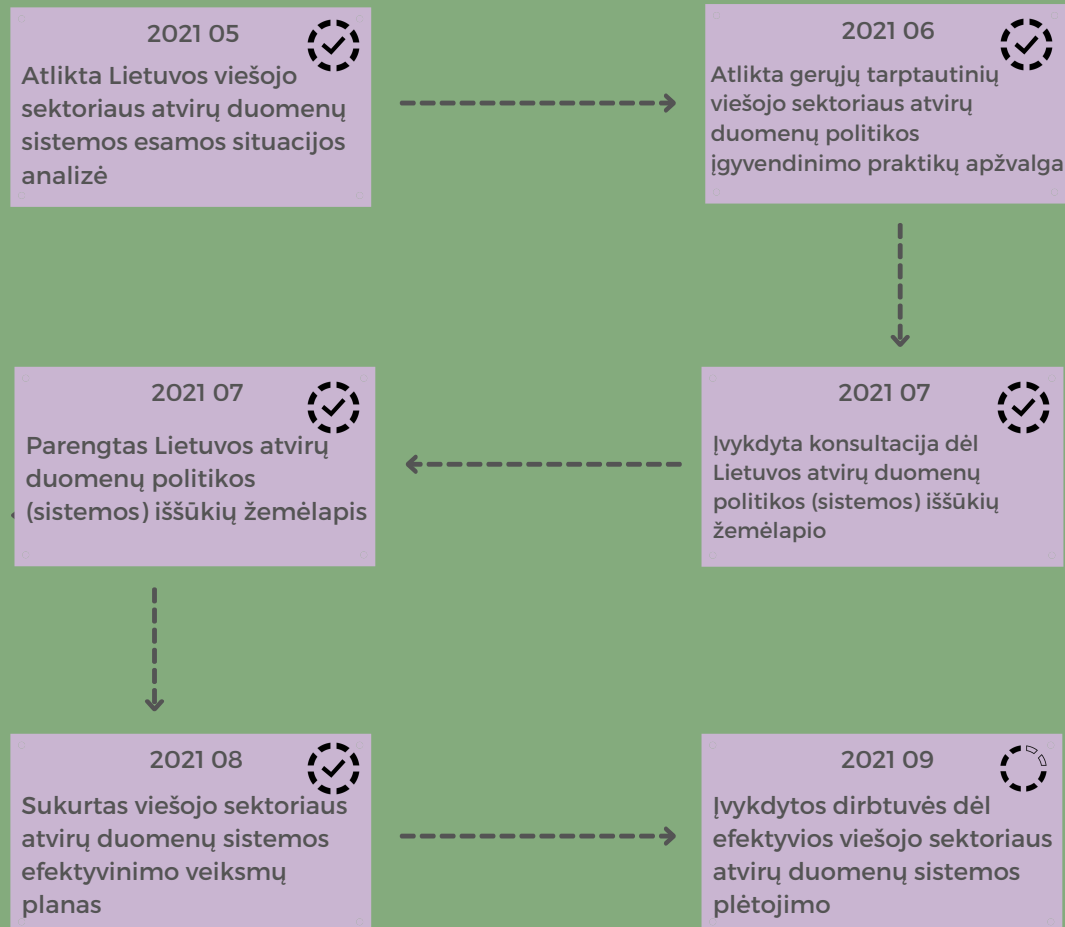 2021 05
Atlikta Lietuvos viešojo
sektoriaus atvirų duomenų
sistemos esamos situacijos
analizė
2021 06
Atlikta gerųjų tarptautinių
viešojo sektoriaus atvirų
duomenų politikos
įgyvendinimo praktikų apžvalga
2021 07
Įvykdyta konsultacija dėl
Lietuvos atvirų duomenų
politikos (sistemos) iššūkių
žemėlapio
2021 07
Parengtas Lietuvos atvirų
duomenų politikos
(sistemos) iššūkių žemėlapis
2021 08
Sukurtas viešojo sektoriaus
atvirų duomenų sistemos
efektyvinimo veiksmų
planas
2021 09
Įvykdytos dirbtuvės dėl
efektyvios viešojo sektoriaus
atvirų duomenų sistemos
plėtojimo